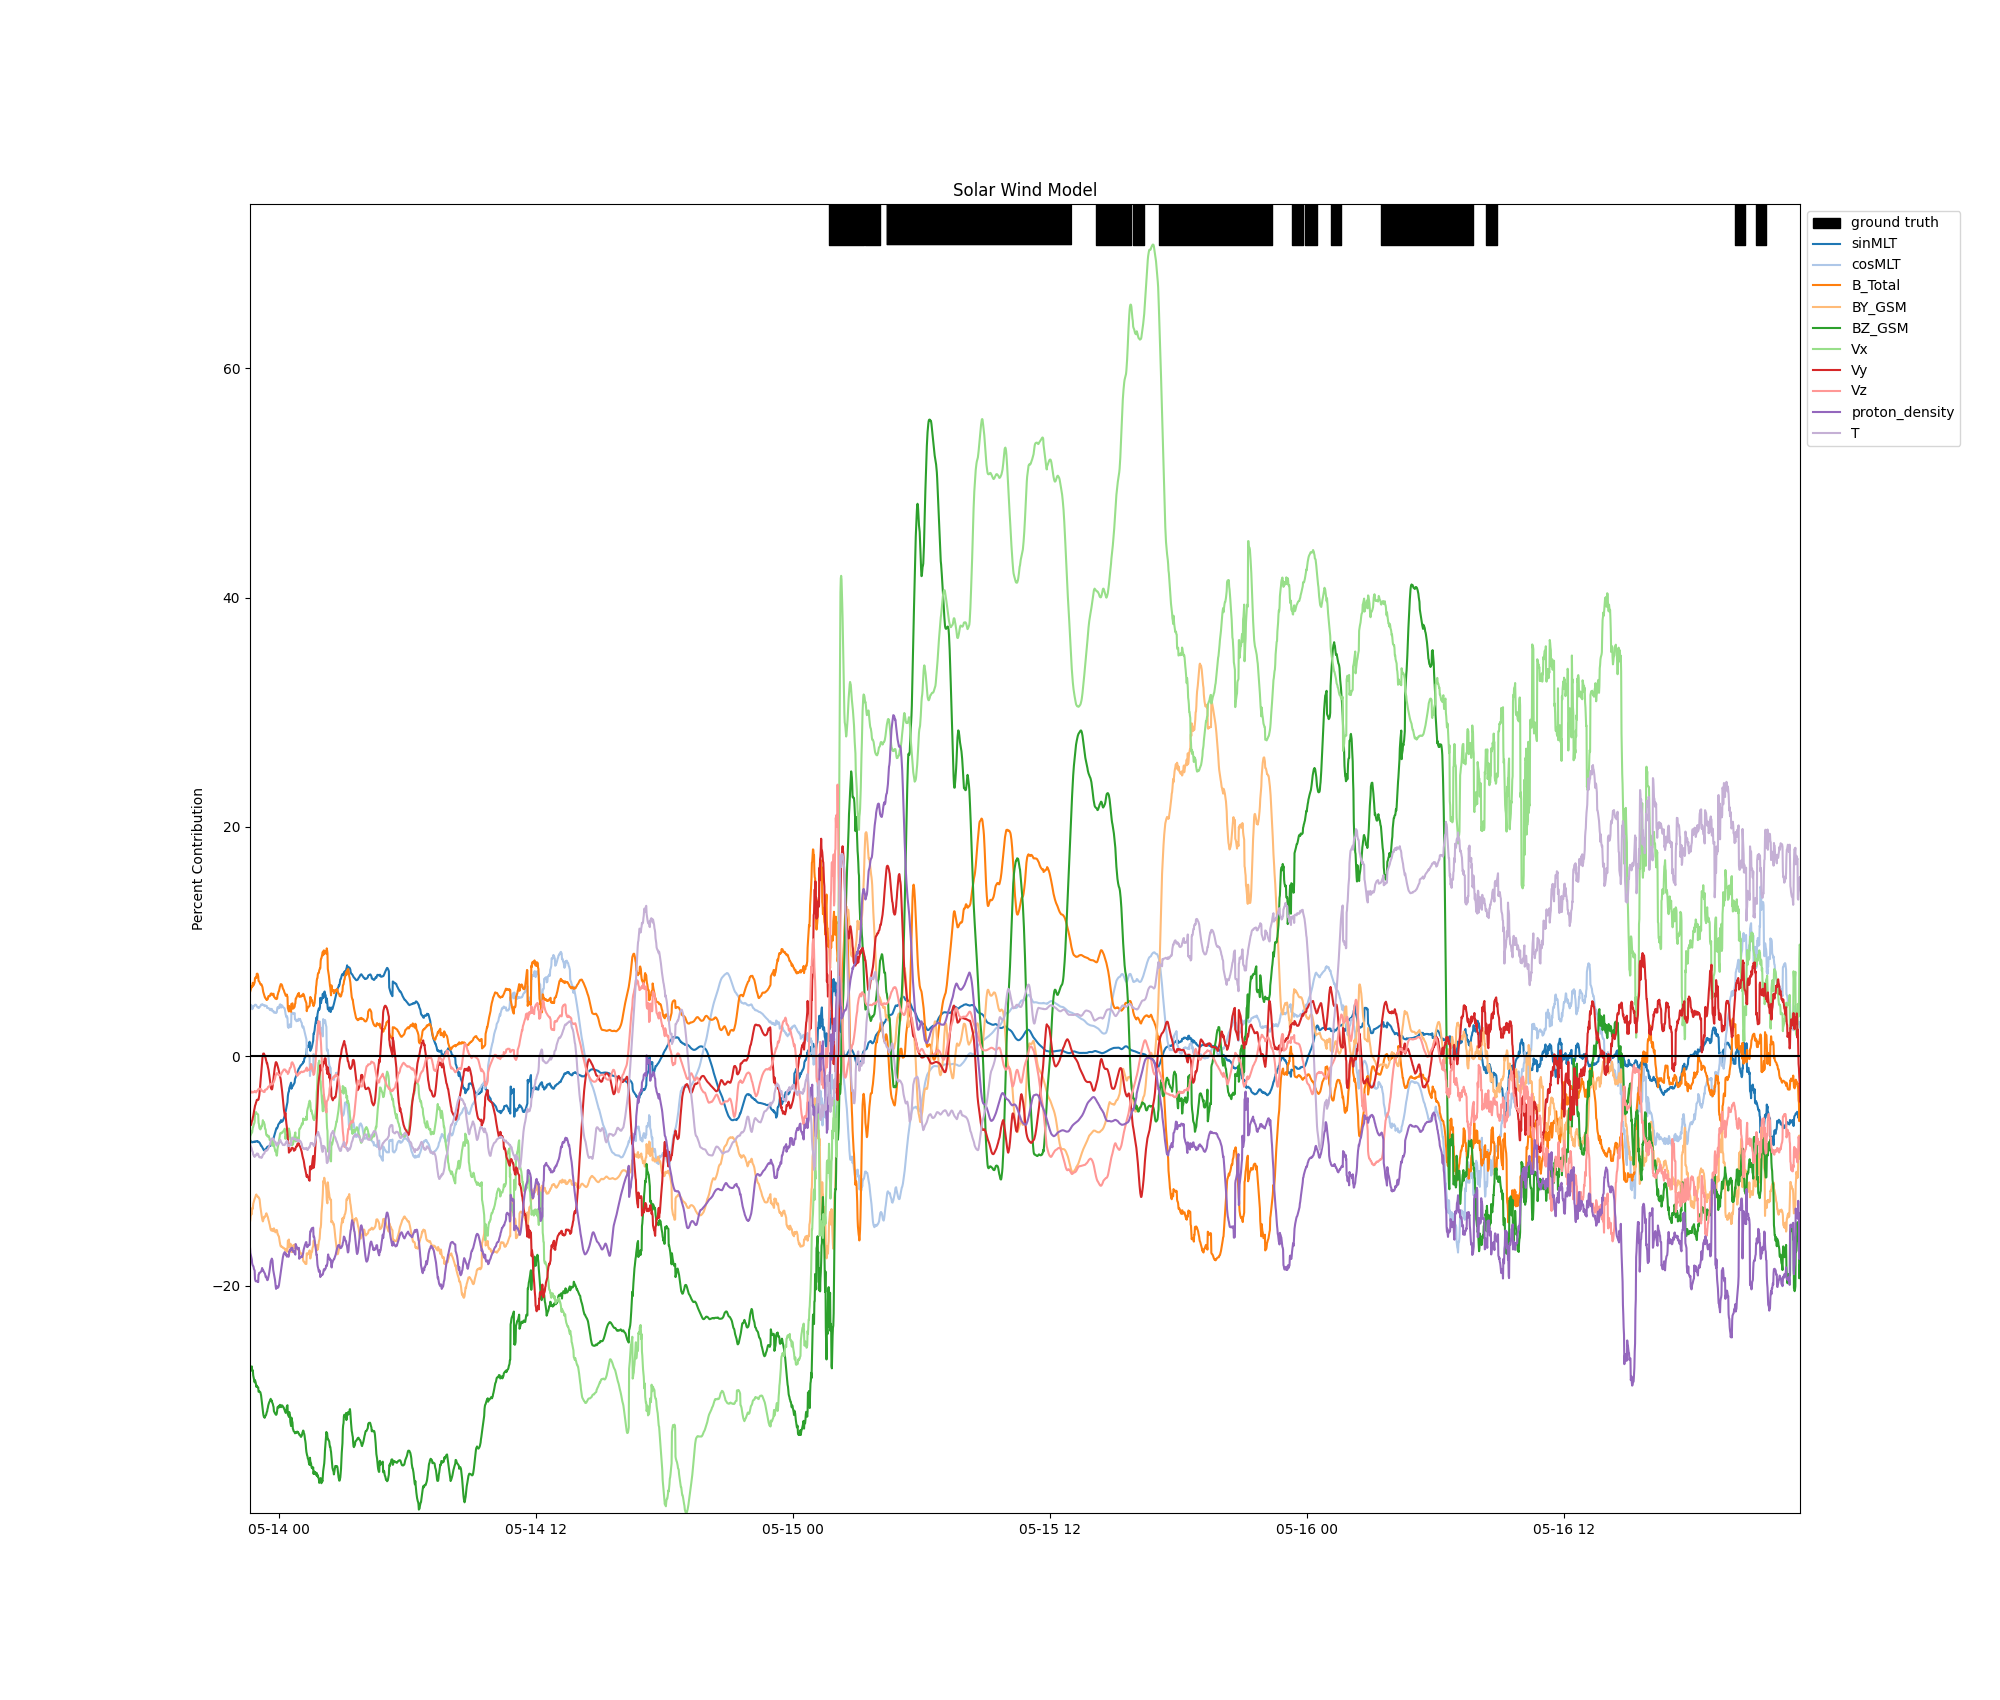 Solar Wind Model
ground truth
sinMLT
cosMLT
B_Total
BY_GSM
BZ_GSM
Vx
Vy
Vz
proton_density
T
Percent Contribution
60
40
20
0
−20
05-14 00
05-14 12
05-15 00
05-15 12
05-16 00
05-16 12